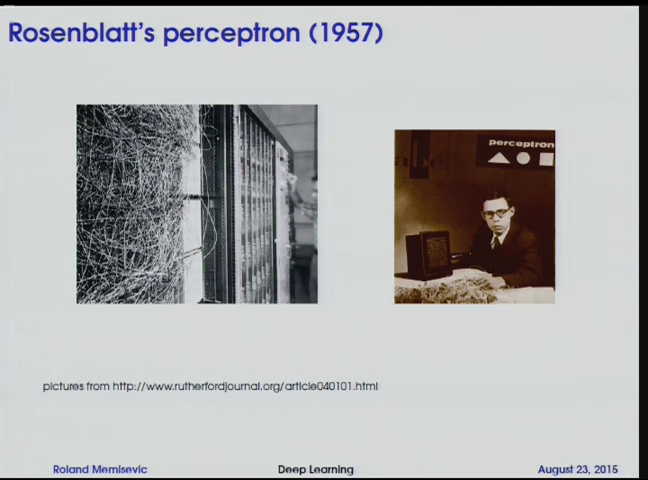 Rosenblatt's perceptron (1957)
perceptron
pictures from http://www.rutherfordjournal.org/article040101.html
Roland Memisevic Deep Learning August 23, 2015